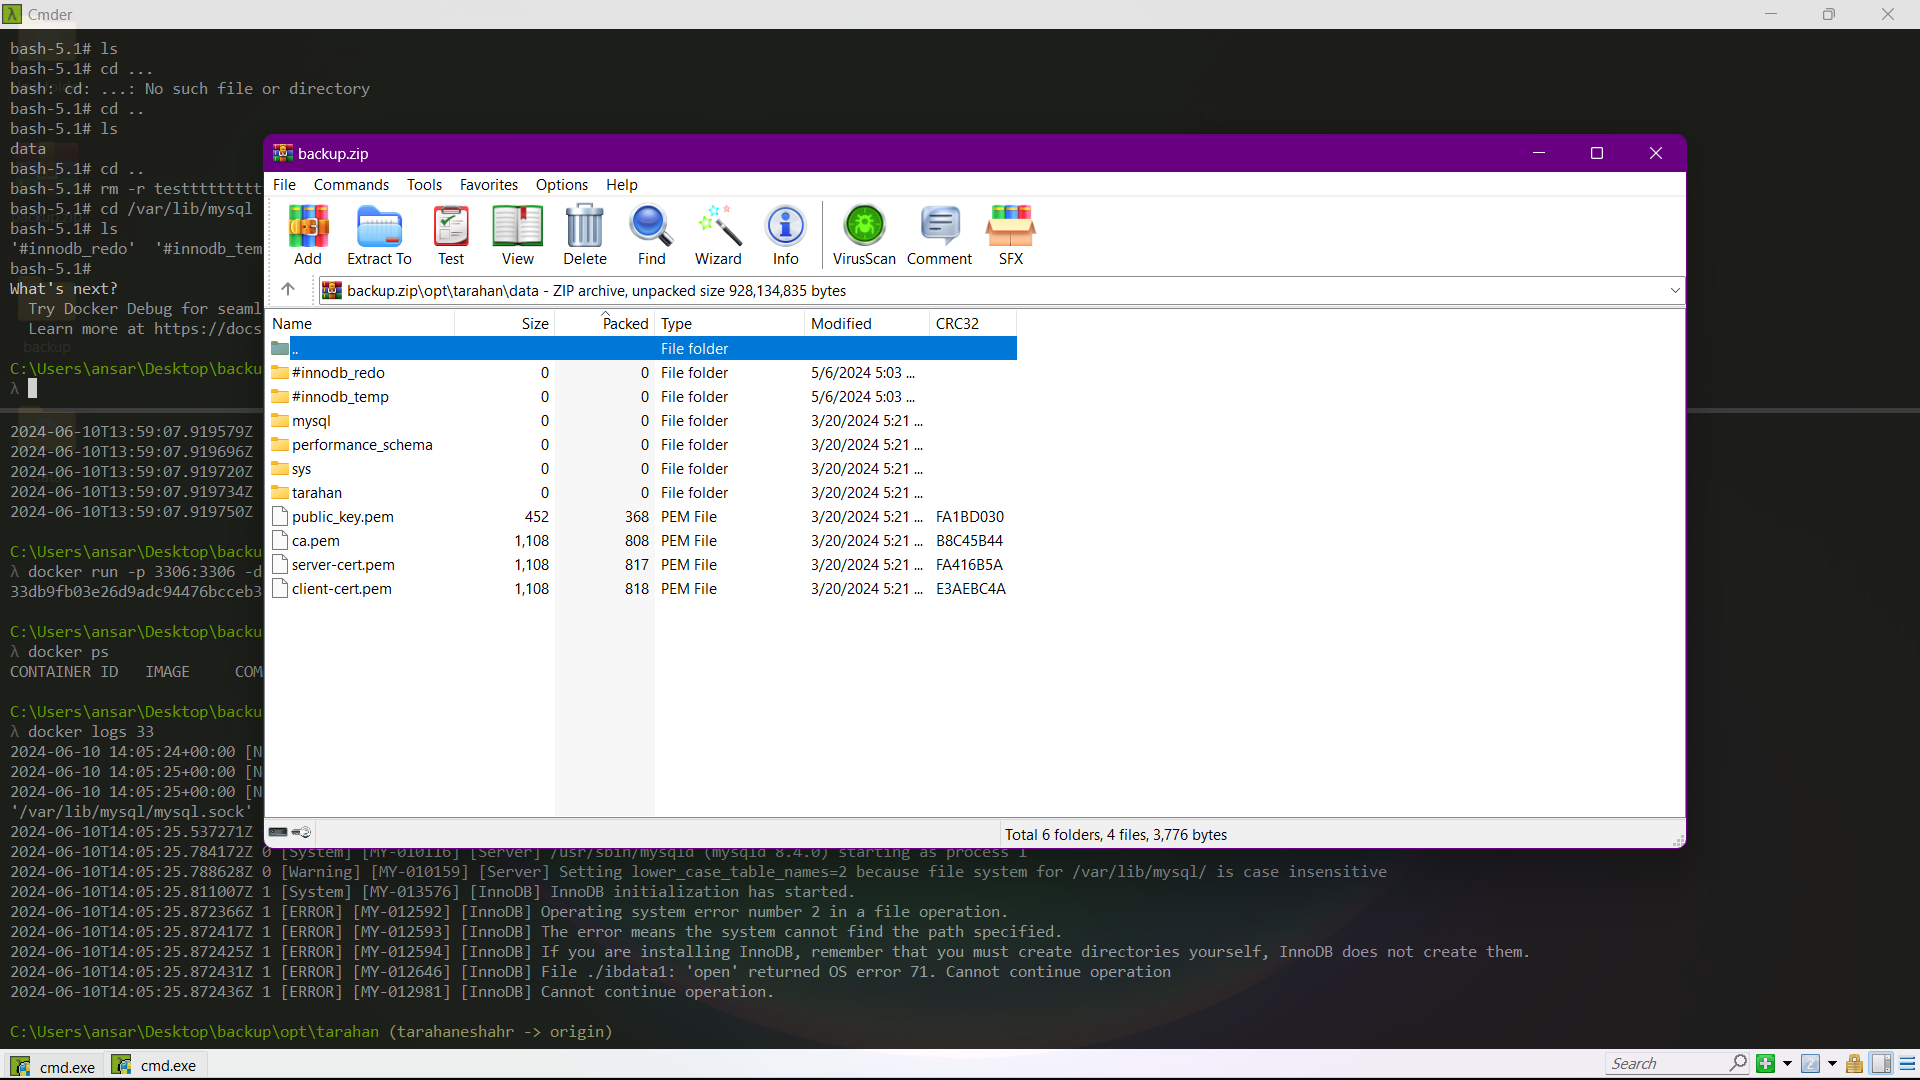 Cmder
bash-5.1# ls
bash-5.1# cd ...
bash: cd: ...: No such file or directory
bash-5.1# cd ..
bash-5.1# ls
data
bash-5.1# cd ..
bash-5.1# rm -r testttttttttt
bash-5.1# cd /var/lib/mysql
bash-5.1# ls
'#innodb_redo' '#innodb_tem
bash-5.1#
What's next?
Try Docker Debug for seaml
Learn more at https://docs
backup
C:\Users\ansar\Desktop\backu
λ
2024-06-10T13:59:07.919579Z
2024-06-10T13:59:07.919696Z
2024-06-10T13:59:07.919720Z
2024-06-10T13:59:07.919734Z
2024-06-10T13:59:07.919750Z
C:\Users\ansar\Desktop\backu
λ docker run -p 3306:3306 -d
33db9fb03e26d9adc94476bcceb3
C:\Users\ansar\Desktop\backu
λ docker ps
CONTAINER ID IMAGE COM
C:\Users\ansar\Desktop\backu
λ docker logs 33
2024-06-10 14:05:24+00:00 [N
2024-06-10 14:05:25+00:00 [N
2024-06-10 14:05:25+00:00 [N
'/var/lib/mysql/mysql.sock'
2024-06-10T14:05:25.537271Z
2024-06-10T14:05:25.784172Z 0 [System] [MY-010116] [Server] /usr/sbin/mysqld (mysqld 8.4.0) starting as process 1
2024-06-10T14:05:25.788628Z 0 [Warning] [MY-010159] [Server] Setting lower_case_table_names=2 because file system for /var/lib/mysql/ is case insensitive
2024-06-10T14:05:25.811007Z 1 [System] [MY-013576] [InnoDB] InnoDB initialization has started.
2024-06-10T14:05:25.872366Z 1 [ERROR] [MY-012592] [InnoDB] Operating system error number 2 in a file operation.
2024-06-10T14:05:25.872417Z 1 [ERROR] [MY-012593] [InnoDB] The error means the system cannot find the path specified.
2024-06-10T14:05:25.872425Z 1 [ERROR] [MY-012594] [InnoDB] If you are installing InnoDB, remember that you must create directories yourself, InnoDB does not create them.
2024-06-10T14:05:25.872431Z 1 [ERROR] [MY-012646] [InnoDB] File ./ibdata1: 'open' returned OS error 71. Cannot continue operation
2024-06-10T14:05:25.872436Z 1 [ERROR] [MY-012981] [InnoDB] Cannot continue operation.
C:\Users\ansar\Desktop\backup\opt\tarahan (tarahaneshahr -> origin)
backup.zip
File Commands Tools Favorites Options Help
Add Extract To Test View Delete Find Wizard Info VirusScan Comment SFX
backup.zip\opt\tarahan\data - ZIP archive, unpacked size 928,134,835 bytes
Name Size Packed Type Modified CRC32
.. File folder
#innodb_redo 0 0 File folder 5/6/2024 5:03 ...
#innodb_temp 0 0 File folder 5/6/2024 5:03 ...
mysql 0 0 File folder 3/20/2024 5:21 ...
performance_schema 0 0 File folder 3/20/2024 5:21 ...
sys 0 0 File folder 3/20/2024 5:21 ...
tarahan 0 0 File folder 3/20/2024 5:21 ...
public_key.pem 452 368 PEM File 3/20/2024 5:21 ... FA1BD030
ca.pem 1,108 808 PEM File 3/20/2024 5:21 ... B8C45B44
server-cert.pem 1,108 817 PEM File 3/20/2024 5:21 ... FA416B5A
client-cert.pem 1,108 818 PEM File 3/20/2024 5:21 ... E3AEBC4A
Total 6 folders, 4 files, 3,776 bytes
cmd.exe cmd.exe Search